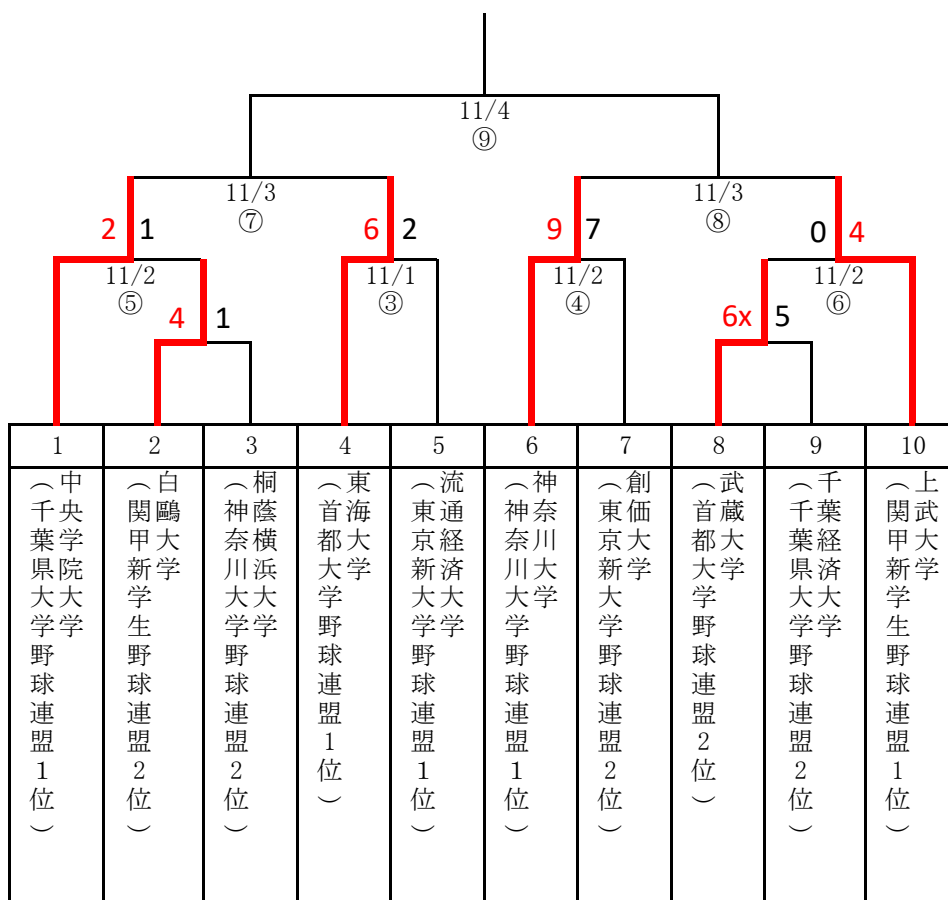 11/4
⑨
11/3
⑦
11/3
⑧
2 1
6 2
9 7
0 4
11/2
⑤
11/1
③
11/2
④
11/2
⑥
4 1
6x 5
1
2
3
4
5
6
7
8
9
10
中央学院大学
（千葉県大学野球連盟1位）
白鷗大学
（関甲新学生野球連盟2位）
桐蔭横浜大学
（神奈川大学野球連盟2位）
東海大学
（首都大学野球連盟1位）
流通経済大学
（東京新大学野球連盟1位）
神奈川大学
（神奈川大学野球連盟1位）
創価大学
（東京新大学野球連盟2位）
武蔵大学
（首都大学野球連盟2位）
千葉経済大学
（千葉県大学野球連盟2位）
上武大学
（関甲新学生野球連盟1位）